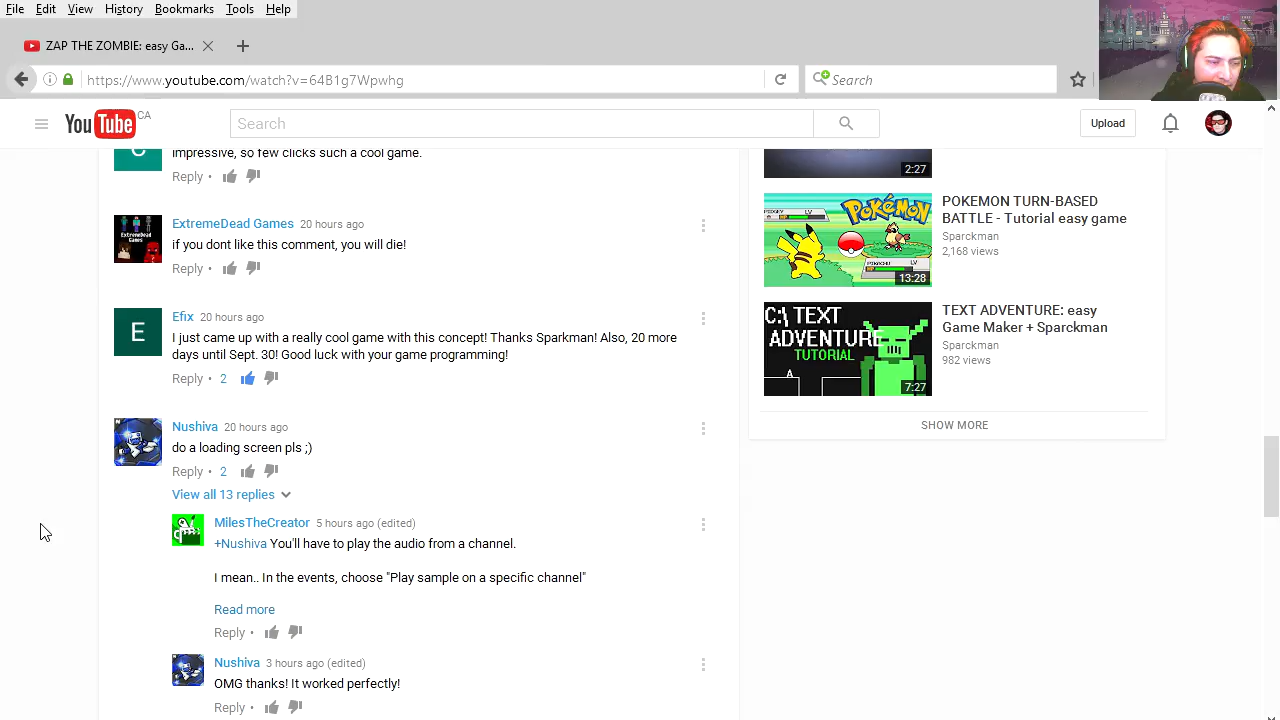 File Edit View History Bookmarks Tools Help
ZAP THE ZOMBIE: easy Ga...
https://www.youtube.com/watch?v=64B1g7Wpwhg
Search
YouTube CA
Search
Upload
impressive, so few clicks such a cool game.
Reply •
ExtremeDead Games 20 hours ago
if you dont like this comment, you will die!
Reply •
Efix 20 hours ago
E
I just came up with a really cool game with this concept! Thanks Sparkman! Also, 20 more
days until Sept. 30! Good luck with your game programming!
Reply • 2
Nushiva 20 hours ago
do a loading screen pls ;)
Reply • 2
View all 13 replies
MilesTheCreator 5 hours ago (edited)
+Nushiva You'll have to play the audio from a channel.
I mean.. In the events, choose "Play sample on a specific channel"
Read more
Reply •
Nushiva 3 hours ago (edited)
OMG thanks! It worked perfectly!
Reply •
2:27
POKEMON TURN-BASED
BATTLE - Tutorial easy game
Sparckman
2,168 views
Pokémon
13:28
TEXT ADVENTURE: easy
Game Maker + Sparckman
Sparckman
982 views
C:\ TEXT
ADVENTURE
TUTORIAL
A
7:27
SHOW MORE